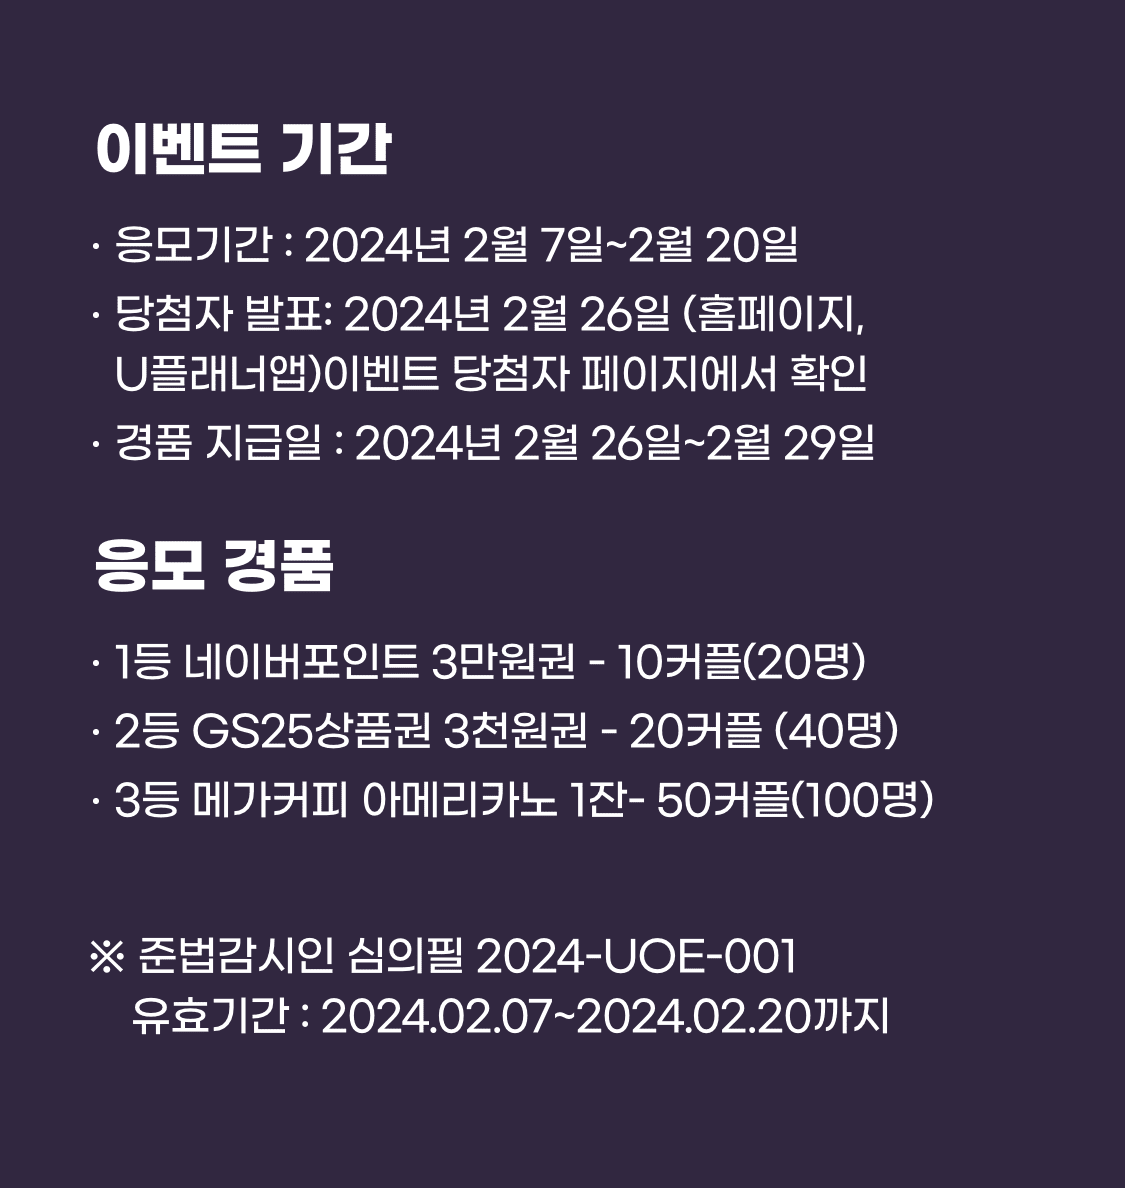 이벤트 기간
· 응모기간 : 2024년 2월 7일~2월 20일
· 당첨자 발표: 2024년 2월 26일 (홈페이지,
U플래너앱)이벤트 당첨자 페이지에서 확인
· 경품 지급일 : 2024년 2월 26일~2월 29일
응모 경품
· 1등 네이버포인트 3만원권 - 10커플(20명)
· 2등 GS25상품권 3천원권 - 20커플 (40명)
· 3등 메가커피 아메리카노 1잔- 50커플(100명)
※ 준법감시인 심의필 2024-UOE-001
유효기간 : 2024.02.07~2024.02.20까지